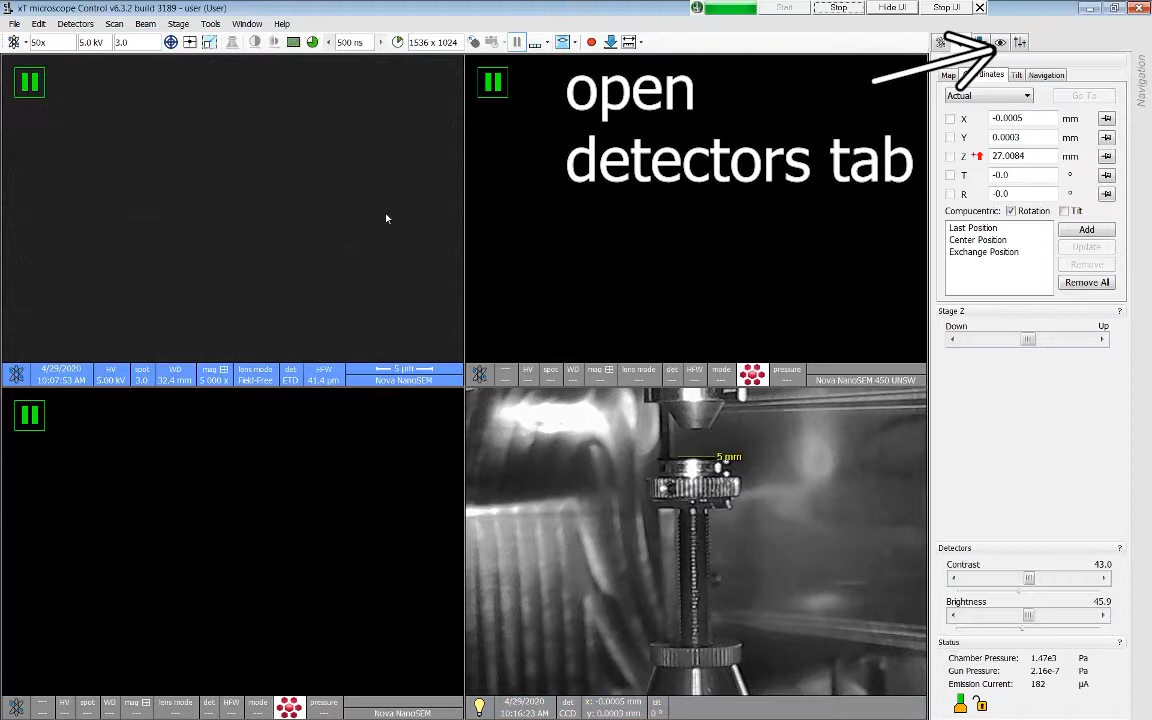 xT microscope Control v6.3.2 build 3189 - user (User)
Start
Stop
Hide UI
Stop UI
File Edit Detectors Scan Beam Stage Tools Window Help
50x 5.0 kV 3.0 500 ns 1536 x 1024
open
detectors tab
Navigation
Map Tilt Navigation
Actual
Go To
X -0.0005 mm
Y 0.0003 mm
Z 27.0084 mm
T -0.0 °
R -0.0 °
Compucentric: Rotation Tilt
Last Position
Center Position
Exchange Position
Add
Update
Remove
Remove All
Stage Z ?
Down Up
4/29/2020 HV spot WD mag lens mode det HFW 5 µm
10:07:53 AM 5.00 kV 3.0 32.4 mm 5 000 x Field-Free ETD 41.4 µm Nova NanoSEM
--- HV spot WD mag lens mode det HFW mode pressure
--- --- --- --- --- --- --- --- --- --- Nova NanoSEM 450 UNSW
5 mm
Detectors ?
Contrast 43.0
Brightness 45.9
Status ?
Chamber Pressure: 1.47e3 Pa
Gun Pressure: 2.16e-7 Pa
Emission Current: 182 µA
--- HV spot WD mag lens mode det HFW mode pressure
--- --- --- --- --- --- --- --- --- --- Nova NanoSEM
4/29/2020 det x: -0.0005 mm tilt
10:16:23 AM CCD y: 0.0003 mm 0 °